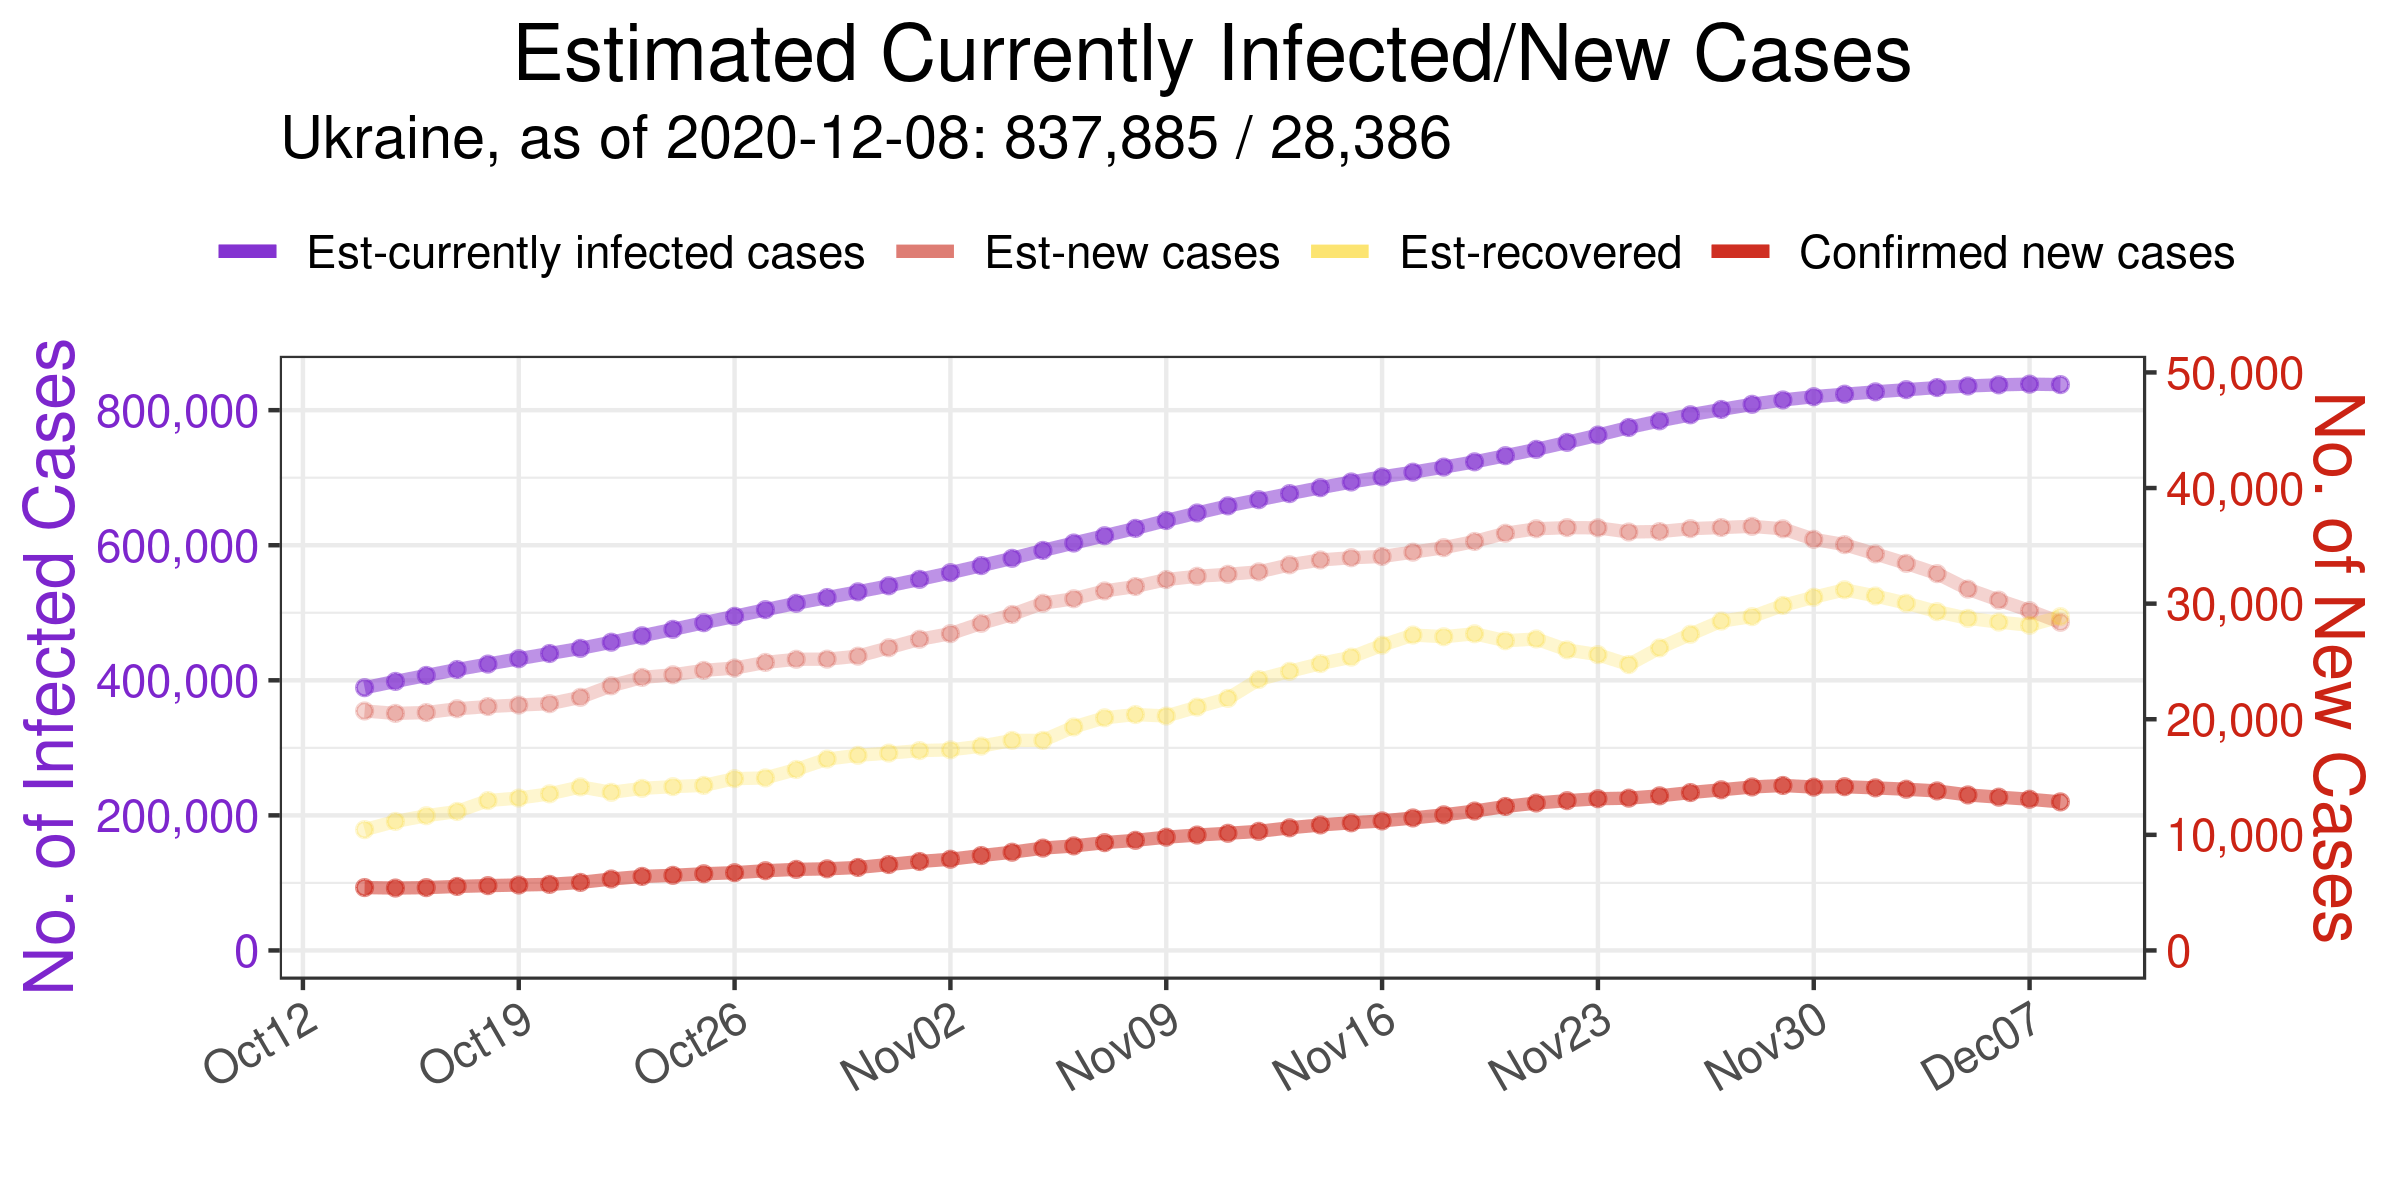 Estimated Currently Infected/New Cases
Ukraine, as of 2020-12-08: 837,885 / 28,386
Est-currently infected cases Est-new cases Est-recovered Confirmed new cases
No. of Infected Cases
800,000
600,000
400,000
200,000
0
50,000
40,000
30,000
20,000
10,000
0
No. of New Cases
Oct12 Oct19 Oct26 Nov02 Nov09 Nov16 Nov23 Nov30 Dec07